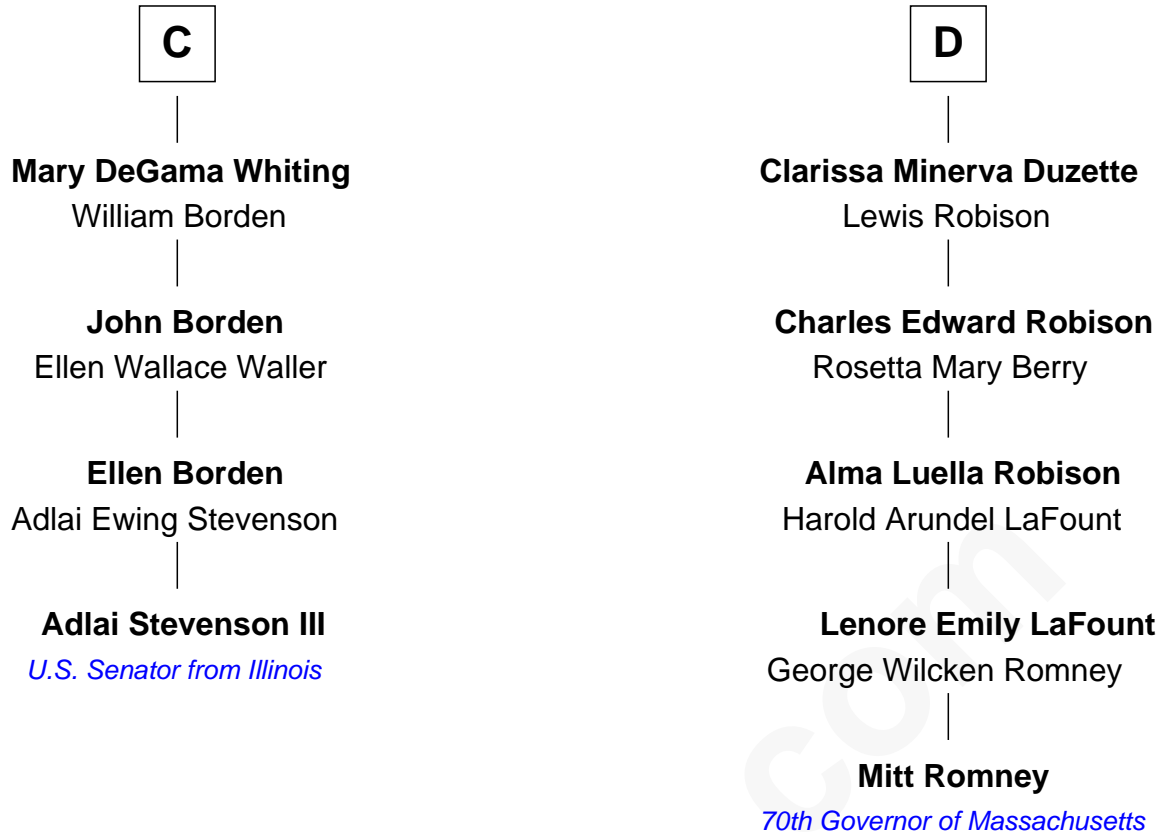 C
Mary DeGama Whiting
William Borden
John Borden
Ellen Wallace Waller
Ellen Borden
Adlai Ewing Stevenson
Adlai Stevenson III
U.S. Senator from Illinois
D
Clarissa Minerva Duzette
Lewis Robison
Charles Edward Robison
Rosetta Mary Berry
Alma Luella Robison
Harold Arundel LaFount
Lenore Emily LaFount
George Wilcken Romney
Mitt Romney
70th Governor of Massachusetts
com